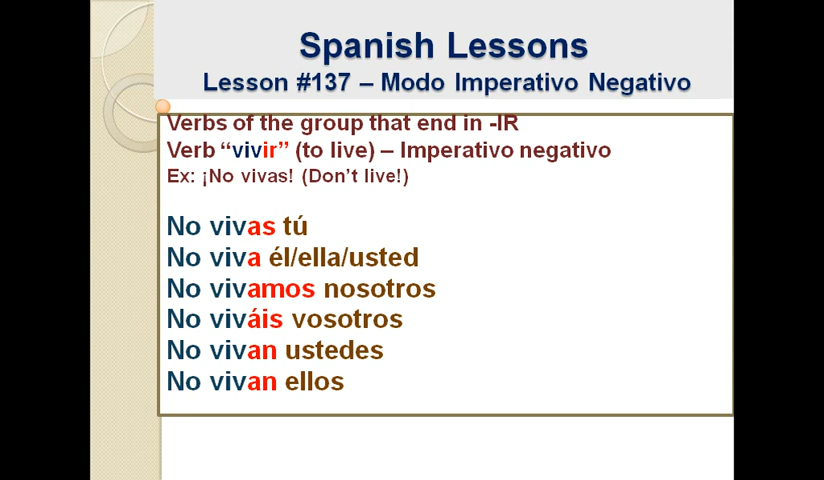 Spanish Lessons
Lesson #137 – Modo Imperativo Negativo
Verbs of the group that end in -IR
Verb “vivir” (to live) – Imperativo negativo
Ex: ¡No vivas! (Don’t live!)
No vivas tú
No viva él/ella/usted
No vivamos nosotros
No viváis vosotros
No vivan ustedes
No vivan ellos